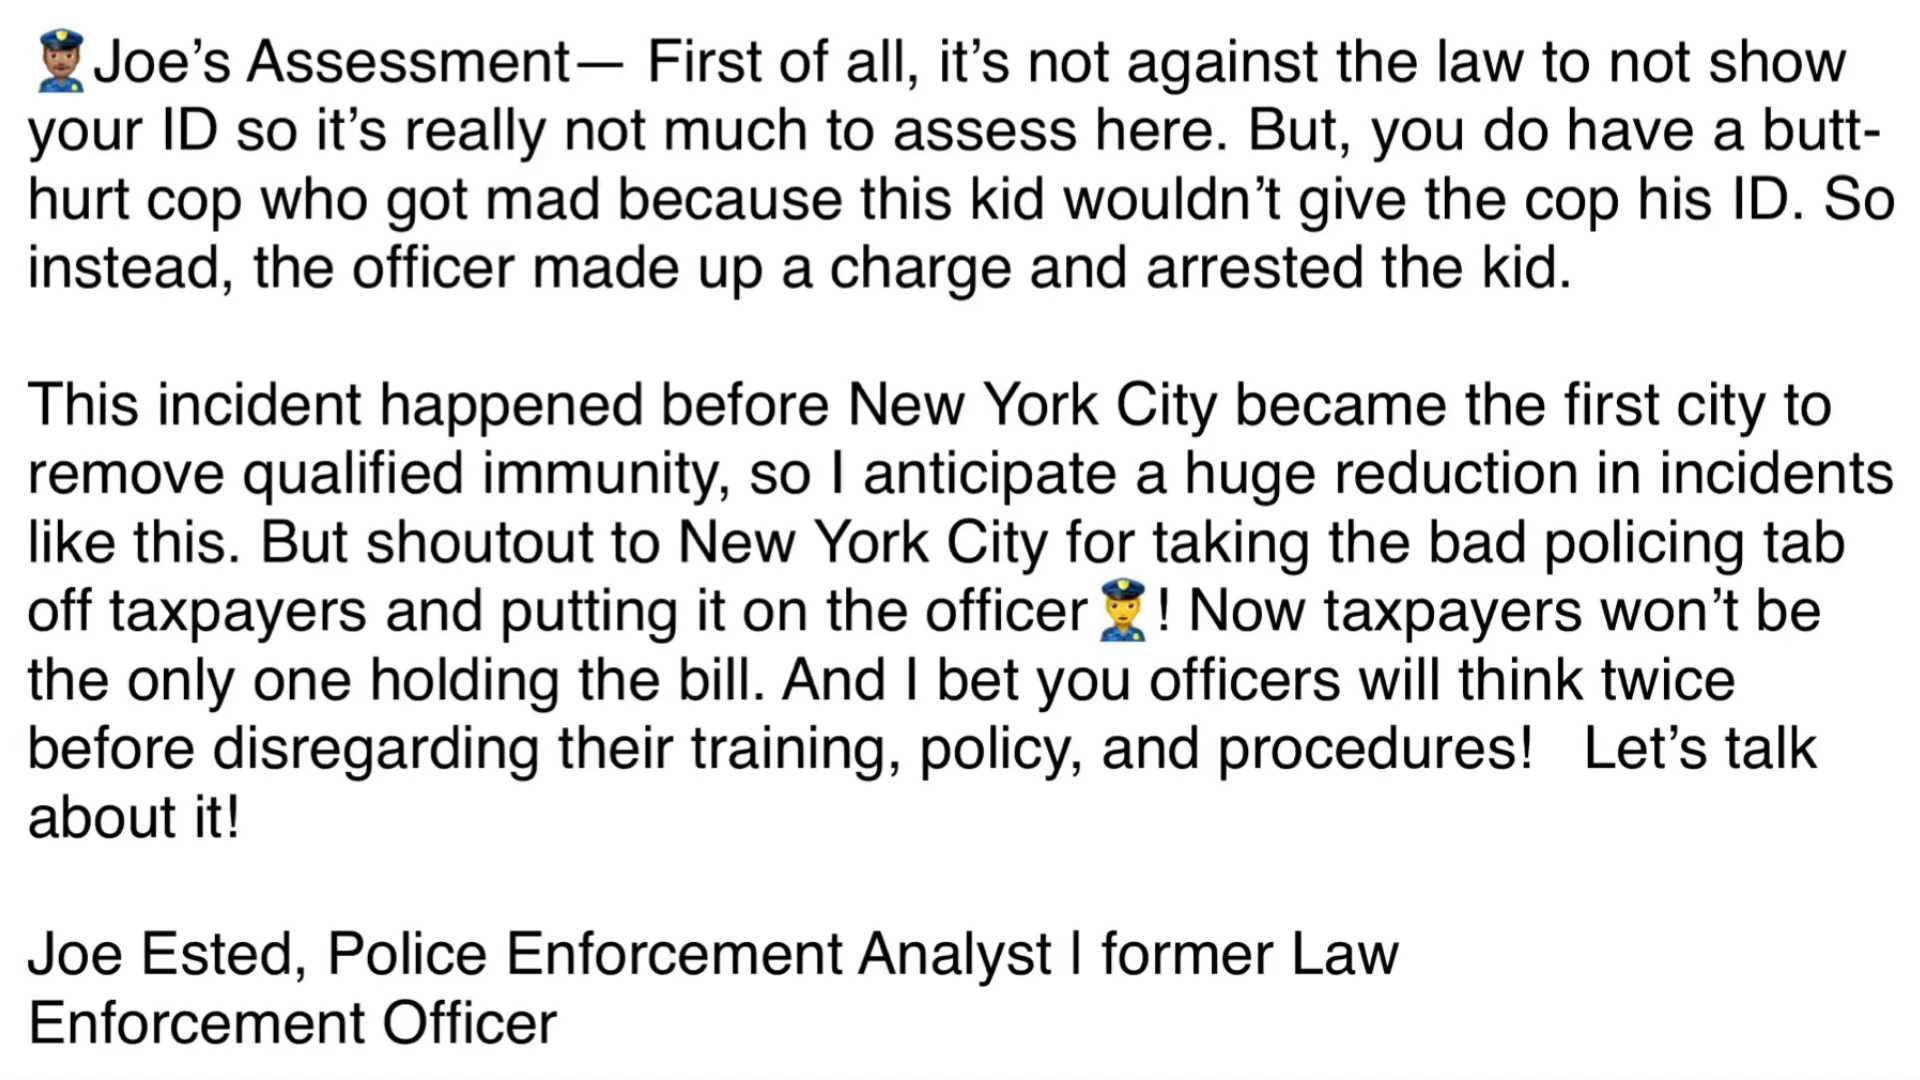 👮🏽‍♂️Joe’s Assessment— First of all, it’s not against the law to not show
your ID so it’s really not much to assess here. But, you do have a butt-
hurt cop who got mad because this kid wouldn’t give the cop his ID. So
instead, the officer made up a charge and arrested the kid.
This incident happened before New York City became the first city to
remove qualified immunity, so I anticipate a huge reduction in incidents
like this. But shoutout to New York City for taking the bad policing tab
off taxpayers and putting it on the officer👮! Now taxpayers won’t be
the only one holding the bill. And I bet you officers will think twice
before disregarding their training, policy, and procedures!   Let’s talk
about it!
Joe Ested, Police Enforcement Analyst | former Law
Enforcement Officer